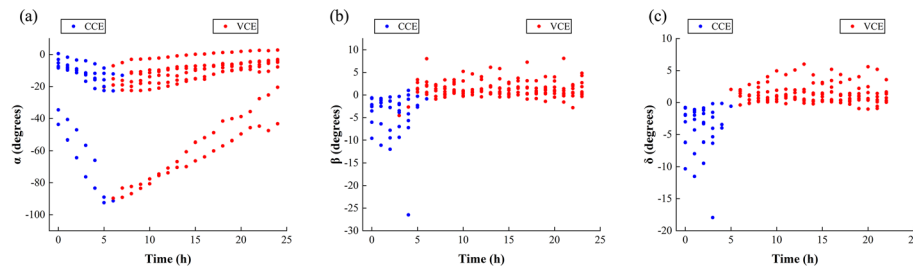 (a)
CCE
VCE
0
-20
-40
-60
-80
-100
α (degrees)
0
5
10
15
20
25
Time (h)
(b)
CCE
VCE
10
5
0
-5
-10
-15
-20
-25
-30
β (degrees)
0
5
10
15
20
25
Time (h)
(c)
CCE
VCE
10
5
0
-5
-10
-15
-20
δ (degrees)
0
5
10
15
20
25
Time (h)